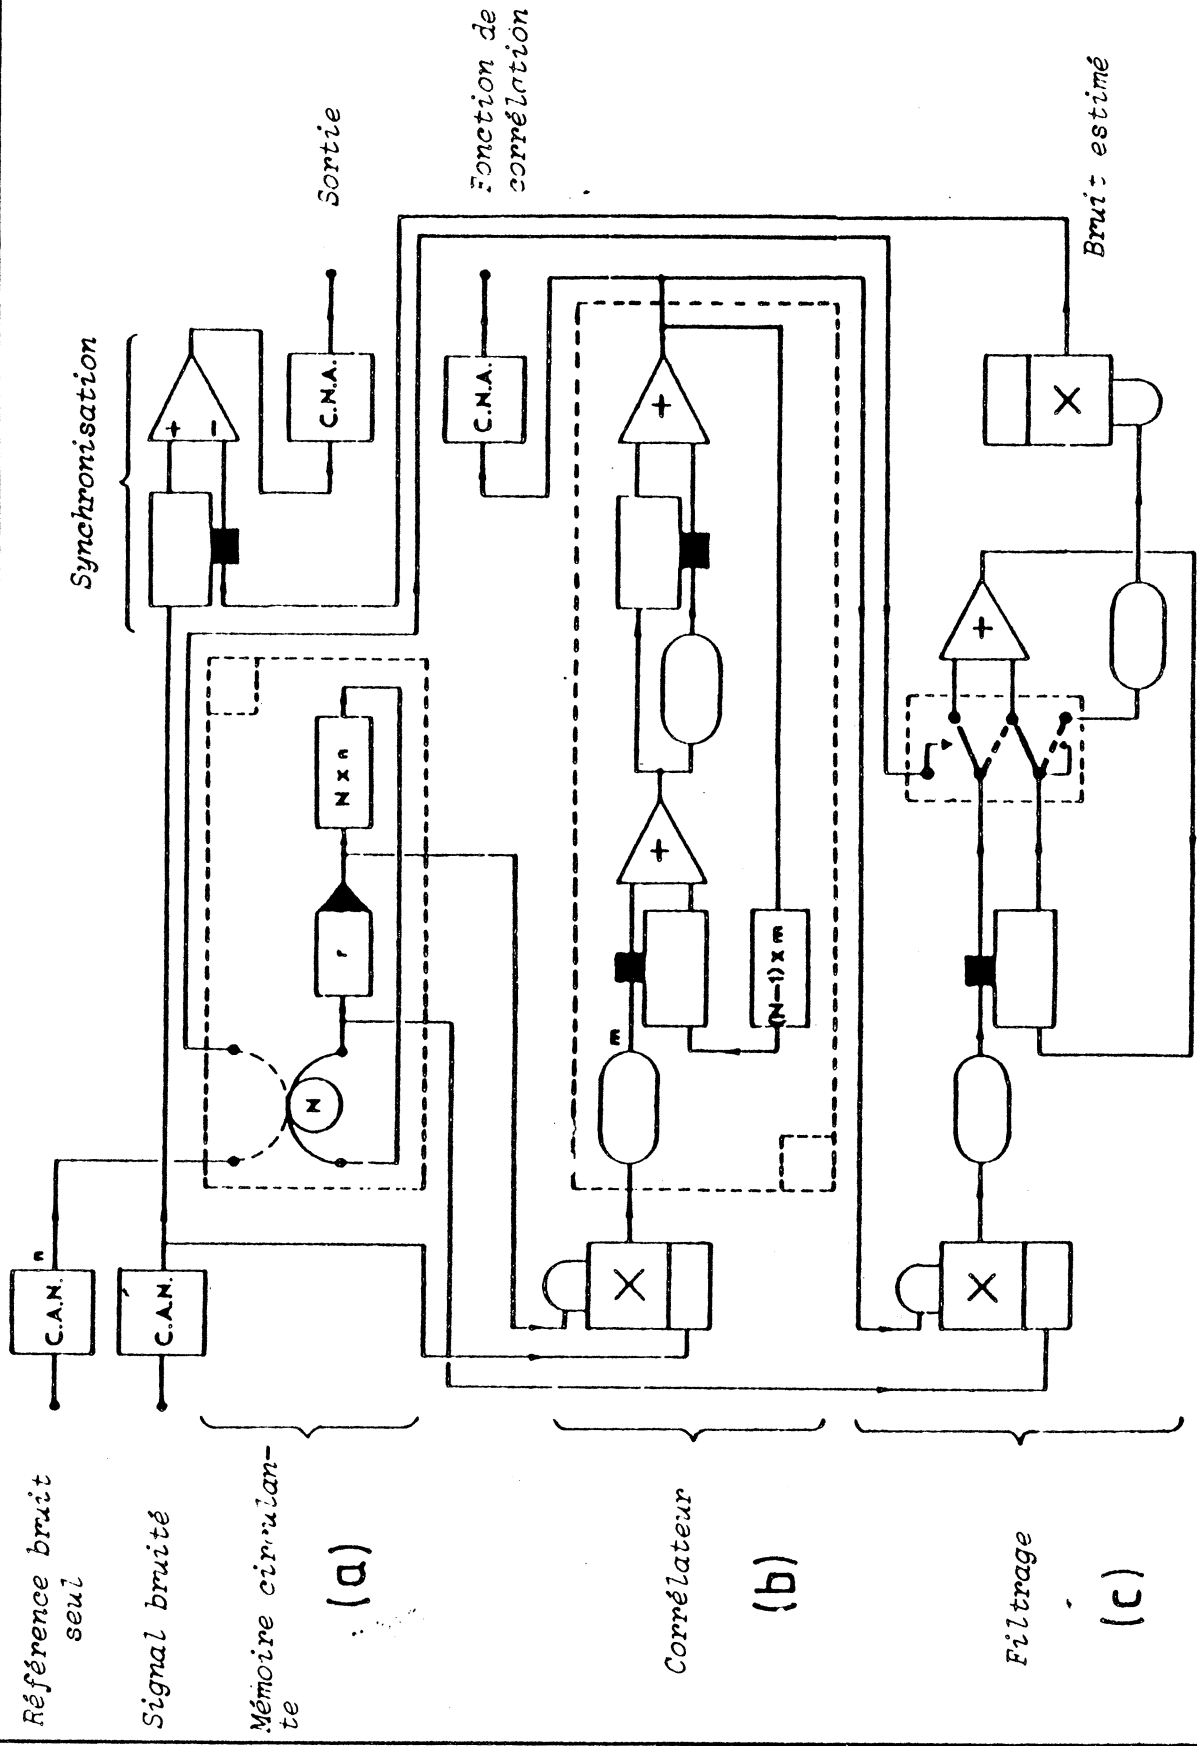 Référence bruit
seul
Signal bruité
Mémoire circulan-
te
(a)
Corrélateur
(b)
Filtrage
(c)
C.A.N.
n
C.A.N.
N
r
N x n
Synchronisation
+
−
C.N.A.
Sortie
X
m
(N−1) x m
+
+
C.N.A.
Fonction de
corrélation
X
+
X
Bruit estimé